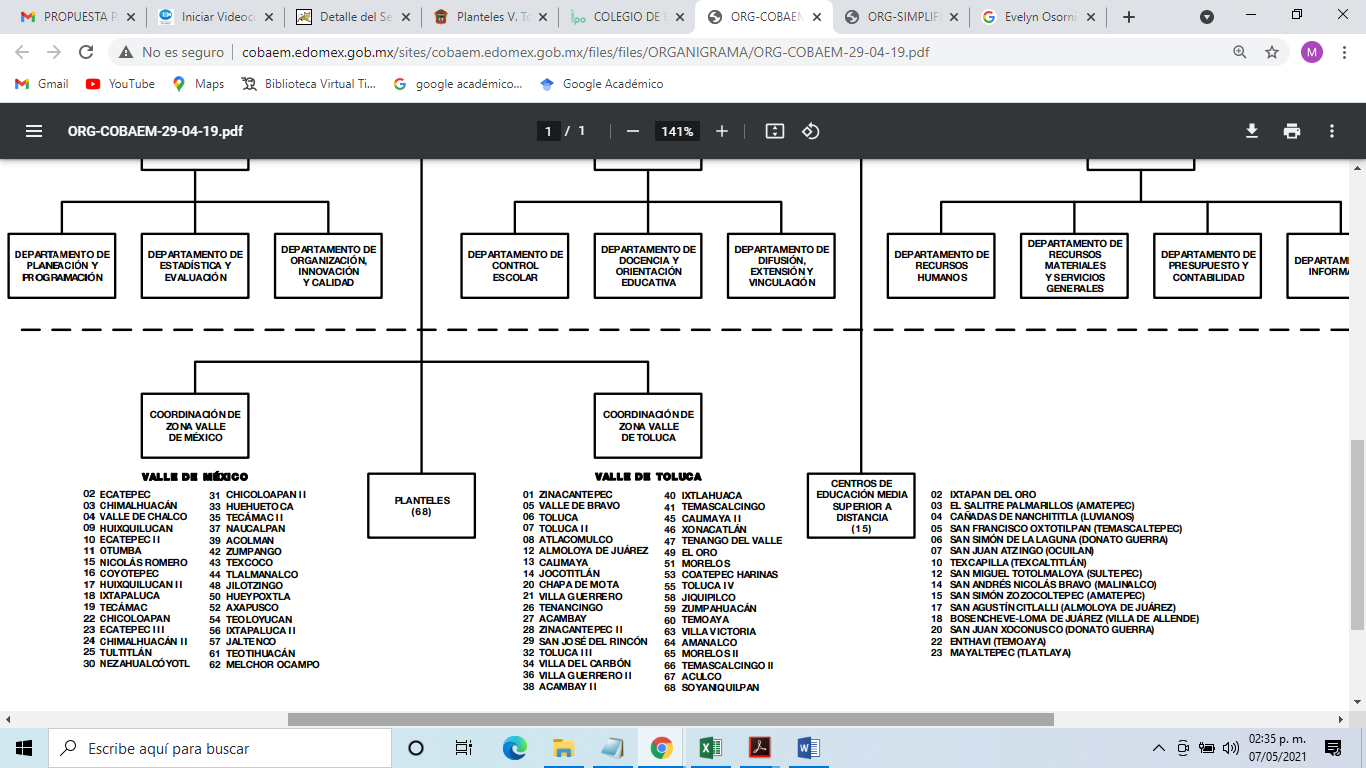 PROPUESTA P
Iniciar Videoc
Detalle del Se
Planteles V. To
COLEGIO DE
ORG-COBAEM
ORG-SIMPLIF
Evelyn Osorni
No es seguro
cobaem.edomex.gob.mx/sites/cobaem.edomex.gob.mx/files/files/ORGANIGRAMA/ORG-COBAEM-29-04-19.pdf
M
Gmail
YouTube
Maps
Biblioteca Virtual Ti...
google académico...
Google Académico
ORG-COBAEM-29-04-19.pdf
1 / 1
141%
DEPARTAMENTO DE
PLANEACIÓN Y
PROGRAMACIÓN
DEPARTAMENTO DE
ESTADÍSTICA Y
EVALUACIÓN
DEPARTAMENTO DE
ORGANIZACIÓN,
INNOVACIÓN
Y CALIDAD
DEPARTAMENTO DE
CONTROL
ESCOLAR
DEPARTAMENTO DE
DOCENCIA Y
ORIENTACIÓN
EDUCATIVA
DEPARTAMENTO DE
DIFUSIÓN,
EXTENSIÓN Y
VINCULACIÓN
DEPARTAMENTO DE
RECURSOS
HUMANOS
DEPARTAMENTO DE
RECURSOS
MATERIALES
Y SERVICIOS
GENERALES
DEPARTAMENTO DE
PRESUPUESTO Y
CONTABILIDAD
DEPARTAM
INFORMA
COORDINACIÓN DE
ZONA VALLE
DE MÉXICO
COORDINACIÓN DE
ZONA VALLE
DE TOLUCA
VALLE DE MÉXICO
02 ECATEPEC
03 CHIMALHUACÁN
04 VALLE DE CHALCO
09 HUIXQUILUCAN
10 ECATEPEC II
11 OTUMBA
15 NICOLÁS ROMERO
16 COYOTEPEC
17 HUIXQUILUCAN II
18 IXTAPALUCA
19 TECÁMAC
22 CHICOLOAPAN
23 ECATEPEC III
24 CHIMALHUACÁN II
25 TULTITLÁN
30 NEZAHUALCÓYOTL
31 CHICOLOAPAN II
33 HUEHUETOCA
35 TECÁMAC II
37 NAUCALPAN
39 ACOLMAN
42 ZUMPANGO
43 TEXCOCO
44 TLALMANALCO
48 JILOTZINGO
50 HUEYPOXTLA
52 AXAPUSCO
54 TEOLOYUCAN
56 IXTAPALUCA II
57 JALTENCO
61 TEOTIHUACÁN
62 MELCHOR OCAMPO
PLANTELES
(68)
VALLE DE TOLUCA
01 ZINACANTEPEC
05 VALLE DE BRAVO
06 TOLUCA
07 TOLUCA II
08 ATLACOMULCO
12 ALMOLOYA DE JUÁREZ
13 CALIMAYA
14 JOCOTITLÁN
20 CHAPA DE MOTA
21 VILLA GUERRERO
26 TENANCINGO
27 ACAMBAY
28 ZINACANTEPEC II
29 SAN JOSÉ DEL RINCÓN
32 TOLUCA III
34 VILLA DEL CARBÓN
36 VILLA GUERRERO II
38 ACAMBAY II
40 IXTLAHUACA
41 TEMASCALCINGO
45 CALIMAYA II
46 XONACATLÁN
47 TENANGO DEL VALLE
49 EL ORO
51 MORELOS
53 COATEPEC HARINAS
55 TOLUCA IV
58 JIQUIPILCO
59 ZUMPAHUACÁN
60 TEMOAYA
63 VILLA VICTORIA
64 AMANALCO
65 MORELOS II
66 TEMASCALCINGO II
67 ACULCO
68 SOYANIQUILPAN
CENTROS DE
EDUCACIÓN MEDIA
SUPERIOR A
DISTANCIA
(15)
02 IXTAPAN DEL ORO
03 EL SALITRE PALMARILLOS (AMATEPEC)
04 CAÑADAS DE NANCHITITLA (LUVIANOS)
05 SAN FRANCISCO OXTOTILPAN (TEMASCALTEPEC)
06 SAN SIMÓN DE LA LAGUNA (DONATO GUERRA)
07 SAN JUAN ATZINGO (OCUILAN)
10 TEXCAPILLA (TEXCALTITLÁN)
12 SAN MIGUEL TOTOLMALOYA (SULTEPEC)
14 SAN ANDRÉS NICOLÁS BRAVO (MALINALCO)
15 SAN SIMÓN ZOZOCOLTEPEC (AMATEPEC)
17 SAN AGUSTÍN CITLALLI (ALMOLOYA DE JUÁREZ)
18 BOSENCHEVE-LOMA DE JUÁREZ (VILLA DE ALLENDE)
20 SAN JUAN XOCONUSCO (DONATO GUERRA)
22 ENTHAVI (TEMOAYA)
23 MAYALTEPEC (TLATLAYA)
Escribe aquí para buscar
02:35 p. m.
07/05/2021